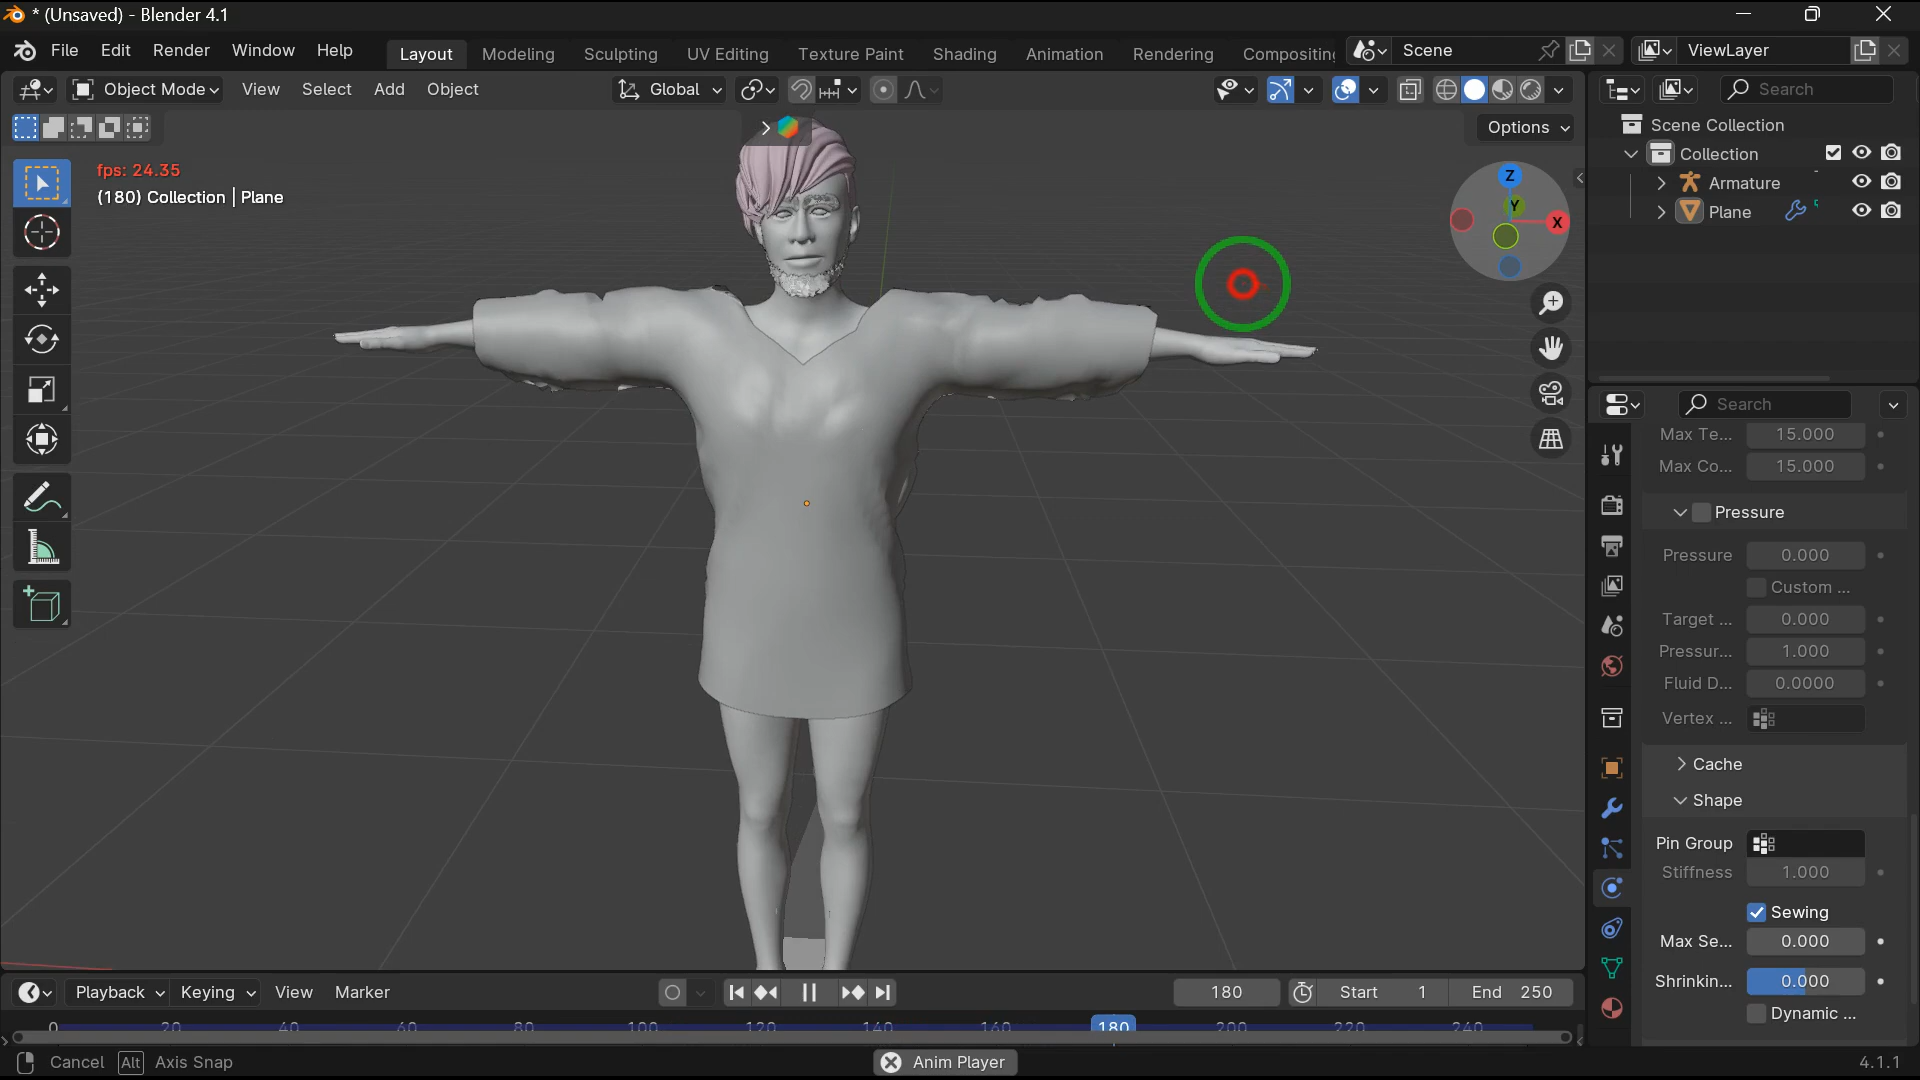 * (Unsaved) - Blender 4.1
File Edit Render Window Help Layout Modeling Sculpting UV Editing Texture Paint Shading Animation Rendering Compositing Scene ViewLayer
Object Mode View Select Add Object Global Search
Options
Scene Collection
Collection
Armature
Plane
fps: 24.35
(180) Collection | Plane
Z
Y
X
Search
Max Te... 15.000
Max Co... 15.000
Pressure
Pressure 0.000
Custom ...
Target ... 0.000
Pressur... 1.000
Fluid D... 0.0000
Vertex ...
Cache
Shape
Pin Group
Stiffness 1.000
Sewing
Max Se... 0.000
Shrinkin... 0.000
Dynamic ...
Playback Keying View Marker 180 Start 1 End 250
0 20 40 60 80 100 120 140 160 180 200 220 240
Cancel Alt Axis Snap Anim Player 4.1.1